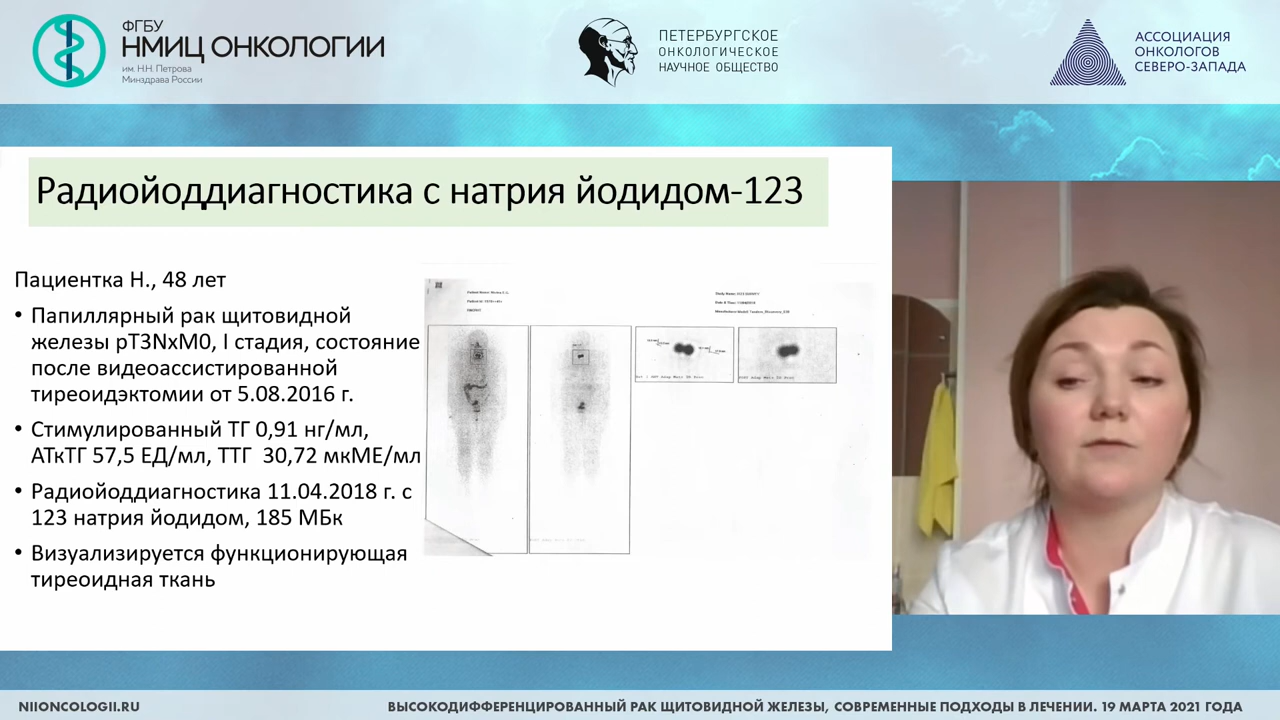 ФГБУ
НМИЦ ОНКОЛОГИИ
им. Н.Н. Петрова
Минздрава России
ПЕТЕРБУРГСКОЕ
ОНКОЛОГИЧЕСКОЕ
НАУЧНОЕ ОБЩЕСТВО
АССОЦИАЦИЯ
ОНКОЛОГОВ
СЕВЕРО-ЗАПАДА
Радиойоддиагностика с натрия йодидом-123
Пациентка Н., 48 лет
• Папиллярный рак щитовидной
железы pT3NxM0, I стадия, состояние
после видеоассистированной
тиреоидэктомии от 5.08.2016 г.
• Стимулированный ТГ 0,91 нг/мл,
АТкТГ 57,5 ЕД/мл, ТТГ 30,72 мкМЕ/мл
• Радиойоддиагностика 11.04.2018 г. с
123 натрия йодидом, 185 МБк
• Визуализируется функционирующая
тиреоидная ткань
NIIONCOLOGII.RU
ВЫСОКОДИФФЕРЕНЦИРОВАННЫЙ РАК ЩИТОВИДНОЙ ЖЕЛЕЗЫ, СОВРЕМЕННЫЕ ПОДХОДЫ В ЛЕЧЕНИИ. 19 МАРТА 2021 ГОДА